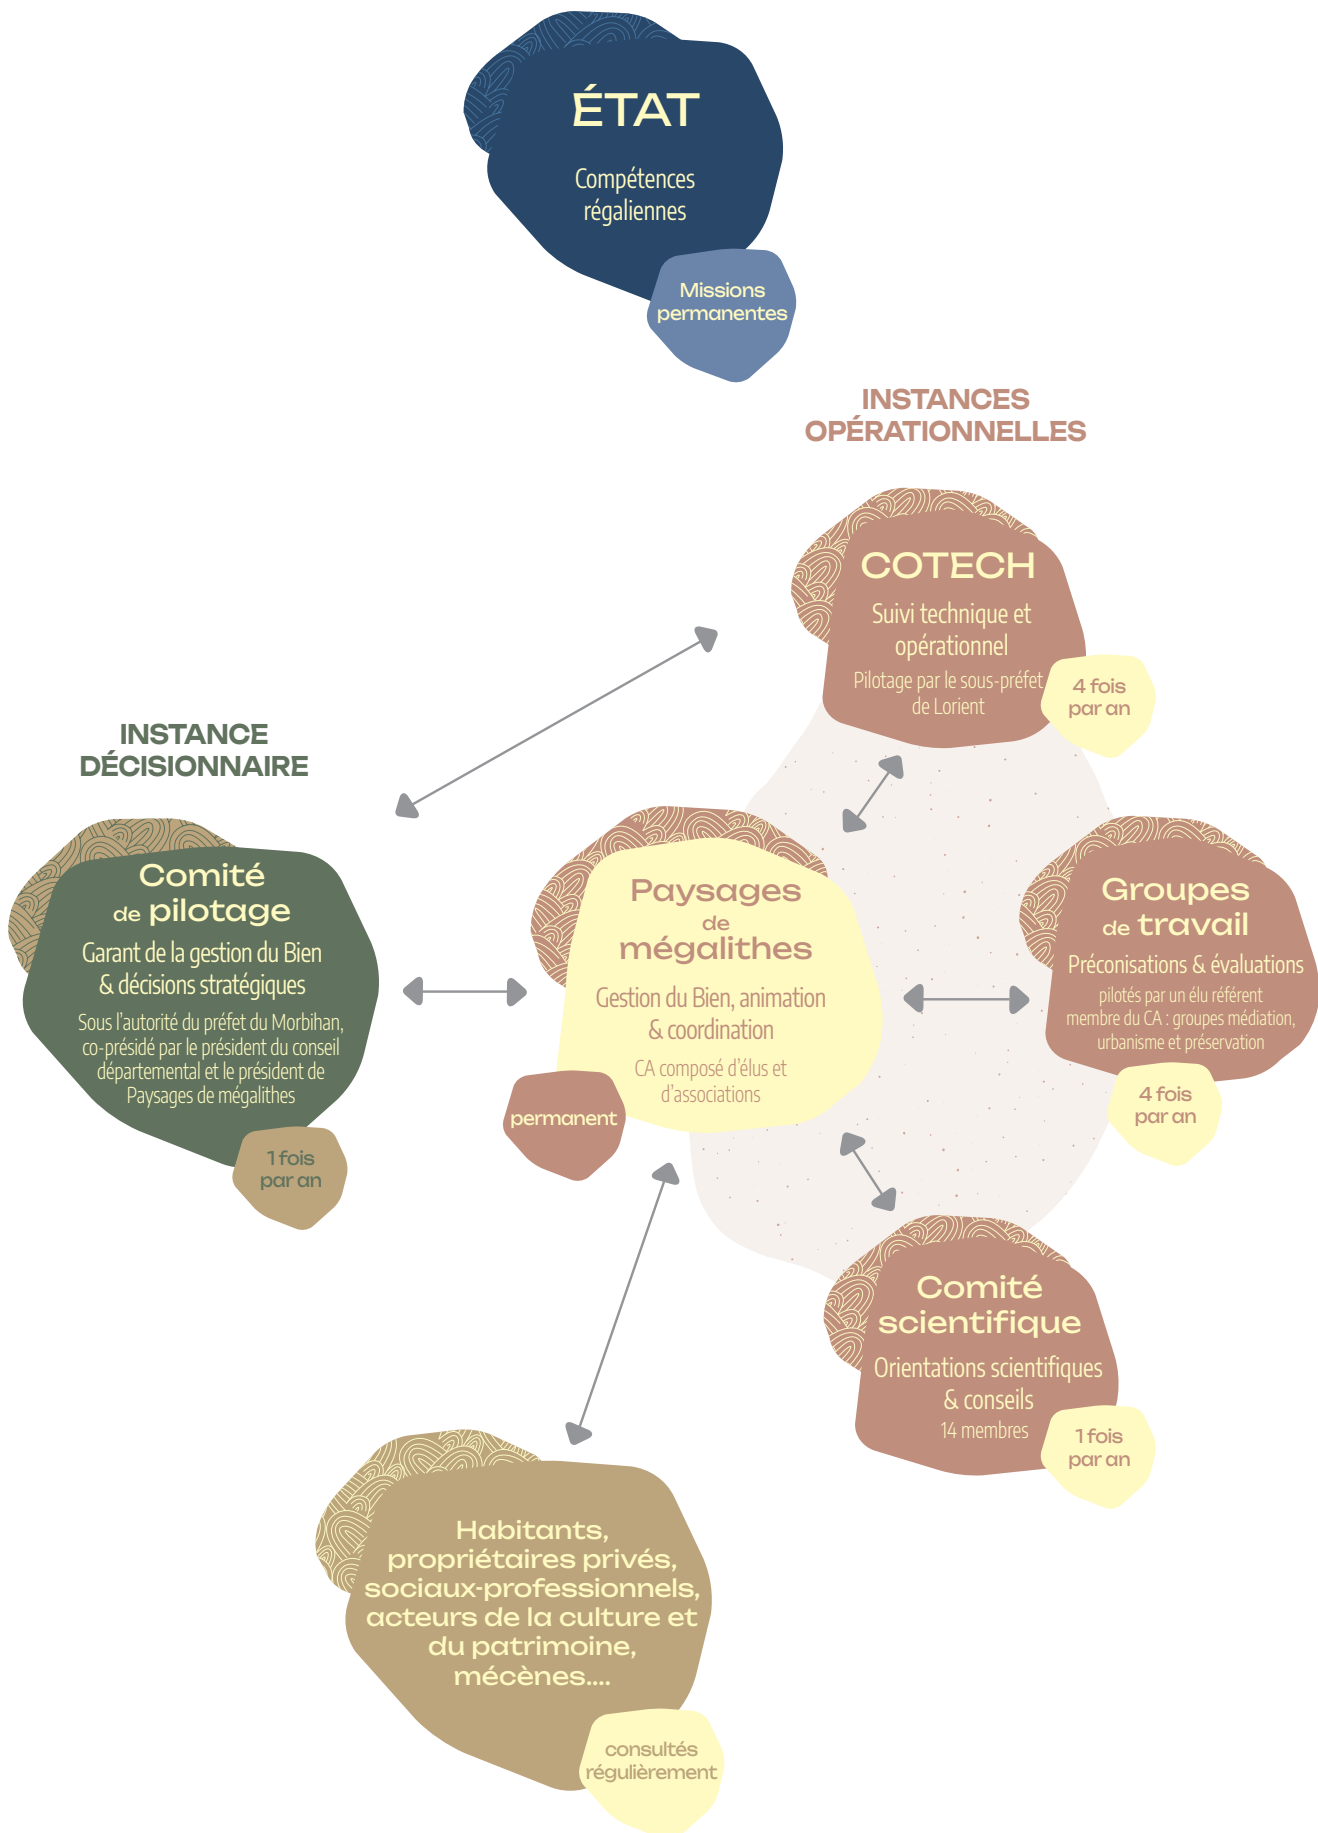 ÉTAT
Compétences
régaliennes
Missions
permanentes
INSTANCES
OPÉRATIONNELLES
COTECH
Suivi technique et
opérationnel
Pilotage par le sous-préfet
de Lorient
4 fois
par an
INSTANCE
DÉCISIONNAIRE
Comité
de pilotage
Garant de la gestion du Bien
& décisions stratégiques
Sous l'autorité du préfet du Morbihan,
co-présidé par le président du conseil
départemental et le président de
Paysages de mégalithes
1 fois
par an
Paysages
de
mégalithes
Gestion du Bien, animation
& coordination
CA composé d'élus et
d'associations
permanent
Groupes
de travail
Préconisations & évaluations
pilotés par un élu référent
membre du CA : groupes médiation,
urbanisme et préservation
4 fois
par an
Comité
scientifique
Orientations scientifiques
& conseils
14 membres
1 fois
par an
Habitants,
propriétaires privés,
sociaux-professionnels,
acteurs de la culture et
du patrimoine,
mécènes....
consultés
régulièrement